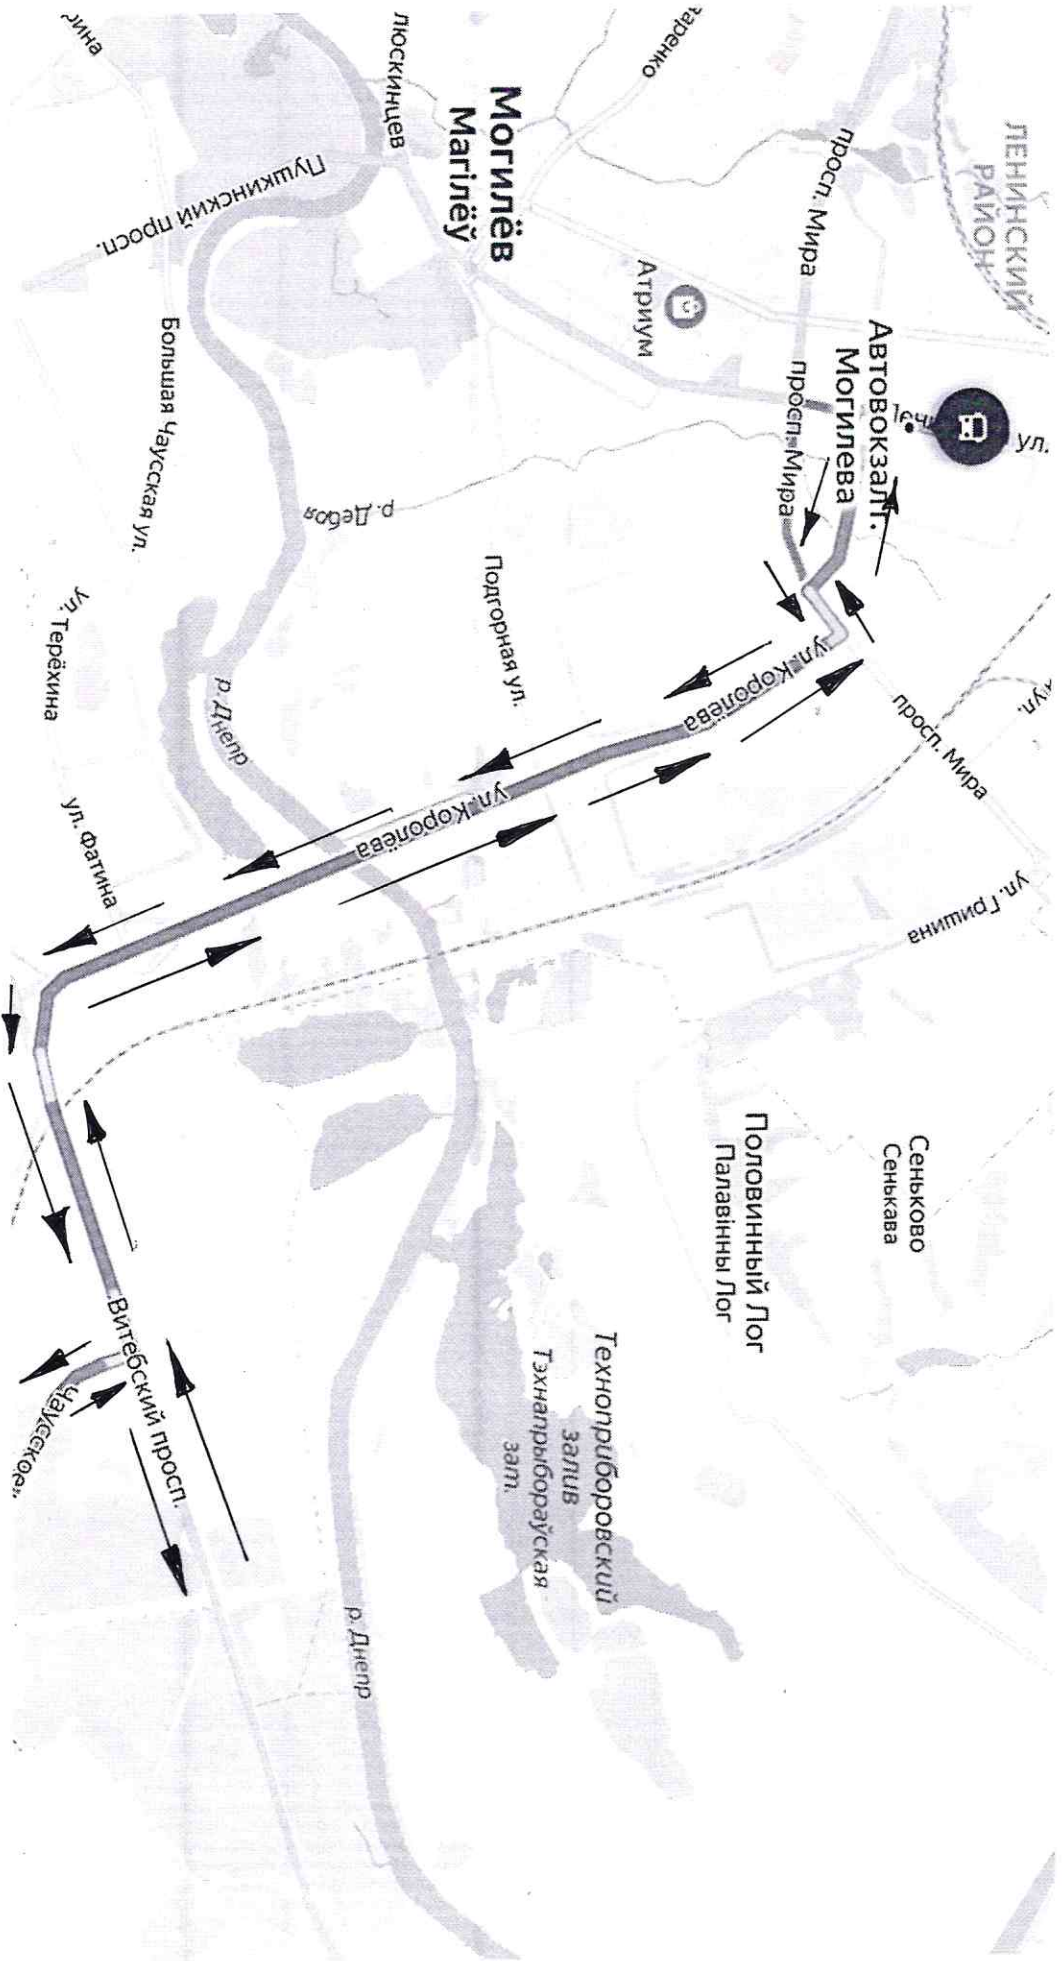 ЛЕНИНСКИЙ
РАЙОН
ул.
Автовокзал г.
Могилева
просп. Мира
просп. Мира
Атриум
Могилёв
Магілёў
люскинцев
Пушкинский просп.
Большая Чаусская ул.
р. Дебря
Подгорная ул.
ул. Терёхина
ул. Фатина
р. Днепр
ул. Королёва
ул. Королёва
ул.
просп. Мира
ул. Гришина
Сеньково
Сенькава
Половинный Лог
Палавінны Лог
Техноприборовский
залив
Тэхнапрыбораўская
зат.
Витебский просп.
Чаусское
р. Днепр